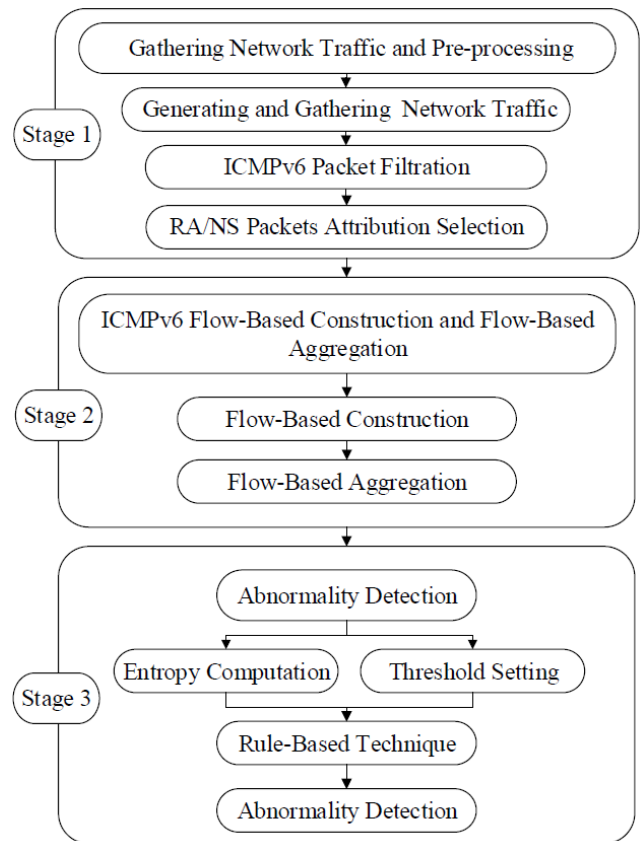 Gathering Network Traffic and Pre-processing
Generating and Gathering Network Traffic
Stage 1
ICMPv6 Packet Filtration
RA/NS Packets Attribution Selection
ICMPv6 Flow-Based Construction and Flow-Based
Aggregation
Stage 2
Flow-Based Construction
Flow-Based Aggregation
Abnormality Detection
Entropy Computation
Threshold Setting
Stage 3
Rule-Based Technique
Abnormality Detection